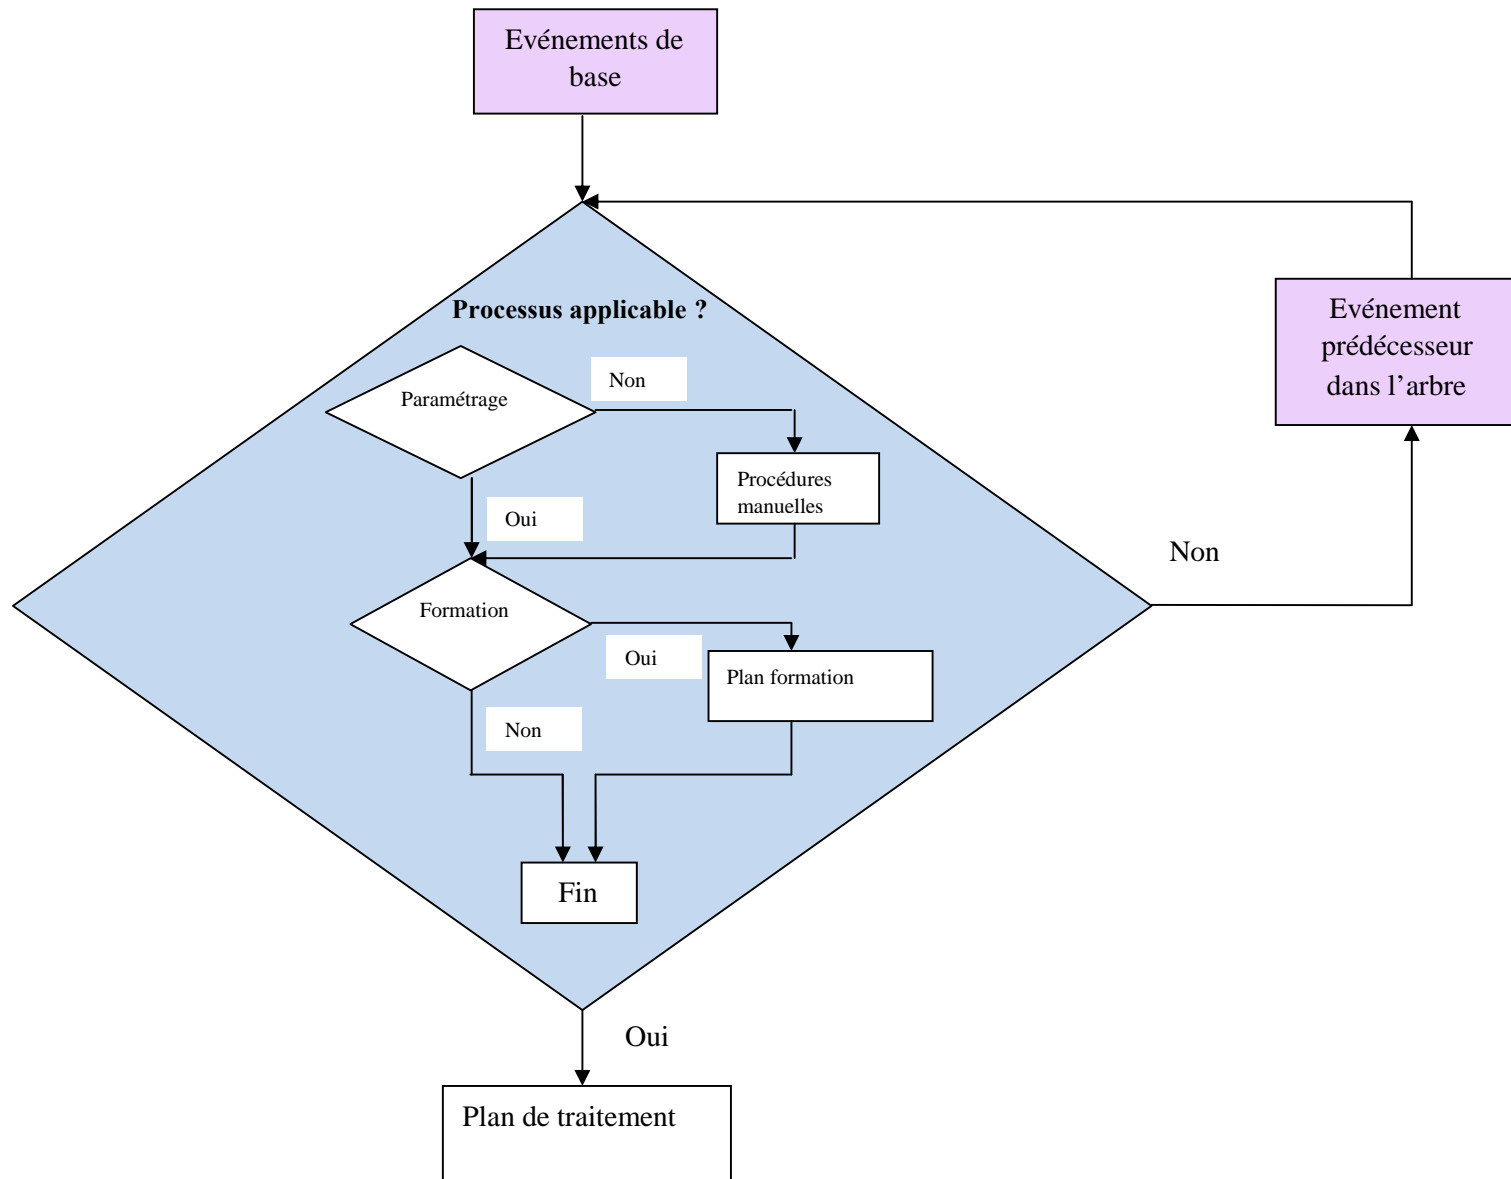 Evénements de
base
Evénement
prédécesseur
dans l’arbre
Processus applicable ?
Paramétrage
Non
Procédures
manuelles
Oui
Non
Formation
Oui
Plan formation
Non
Fin
Oui
Plan de traitement